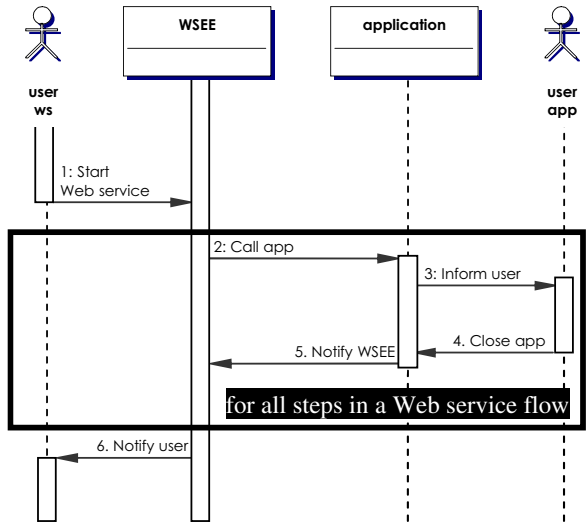 WSEE
application
user
ws
user
app
1: Start
Web service
2: Call app
3: Inform user
4. Close app
5. Notify WSEE
for all steps in a Web service flow
6. Notify user